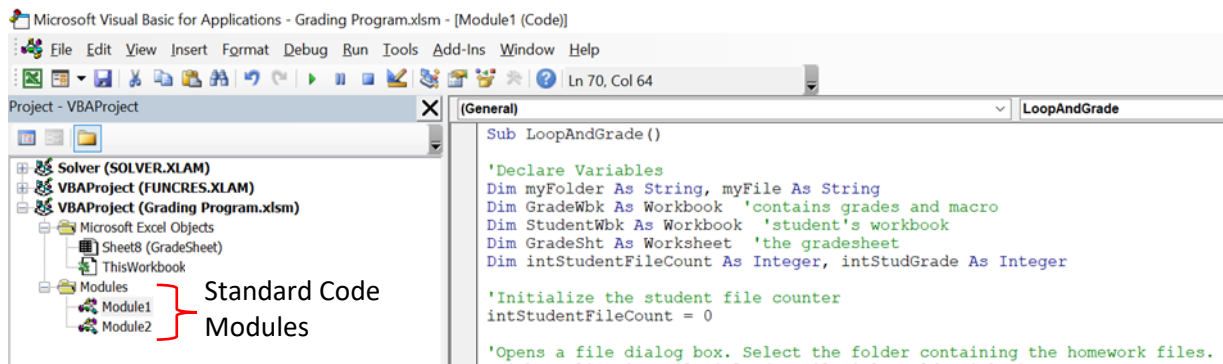 Microsoft Visual Basic for Applications - Grading Program.xlsm - [Module1 (Code)]
File Edit View Insert Format Debug Run Tools Add-Ins Window Help
Ln 70, Col 64
Project - VBAProject
(General)
LoopAndGrade
Solver (SOLVER.XLAM)
VBAProject (FUNCRES.XLAM)
VBAProject (Grading Program.xlsm)
Microsoft Excel Objects
Sheet8 (GradeSheet)
ThisWorkbook
Modules
Module1
Module2
Standard Code
Modules
Sub LoopAndGrade()
'Declare Variables
Dim myFolder As String, myFile As String
Dim GradeWbk As Workbook  'contains grades and macro
Dim StudentWbk As Workbook  'student's workbook
Dim GradeSht As Worksheet  'the gradesheet
Dim intStudentFileCount As Integer, intStudGrade As Integer
'Initialize the student file counter
intStudentFileCount = 0
'Opens a file dialog box. Select the folder containing the homework files.